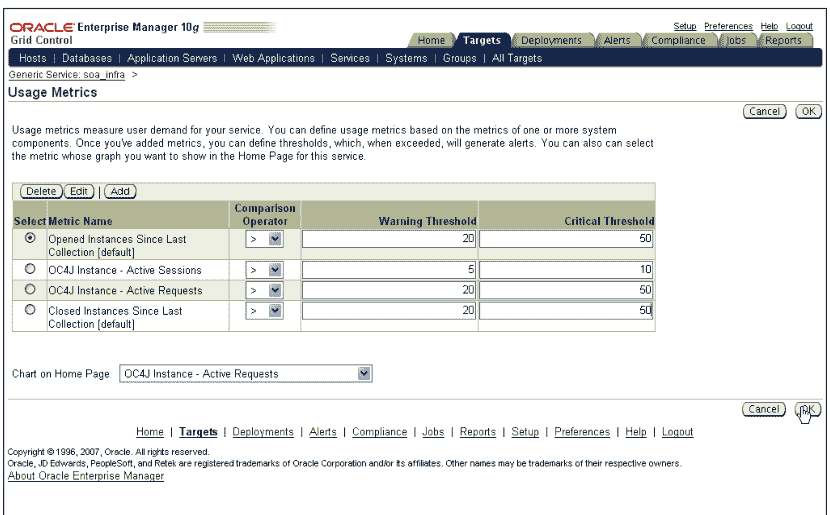 ORACLE Enterprise Manager 10g
Grid Control
Setup Preferences Help Logout
Home Targets Deployments Alerts Compliance Jobs Reports
Hosts | Databases | Application Servers | Web Applications | Services | Systems | Groups | All Targets
Generic Service: soa_infra >
Usage Metrics
Cancel OK
Usage metrics measure user demand for your service. You can define usage metrics based on the metrics of one or more system
components. Once you've added metrics, you can define thresholds, which, when exceeded, will generate alerts. You can also can select
the metric whose graph you want to show in the Home Page for this service.
Delete Edit | Add
Select Metric Name Comparison Operator Warning Threshold Critical Threshold
Opened Instances Since Last Collection [default] > 20 50
OC4J Instance - Active Sessions > 5 10
OC4J Instance - Active Requests > 20 50
Closed Instances Since Last Collection [default] > 20 50
Chart on Home Page OC4J Instance - Active Requests
Cancel OK
Home | Targets | Deployments | Alerts | Compliance | Jobs | Reports | Setup | Preferences | Help | Logout
Copyright © 1996, 2007, Oracle. All rights reserved.
Oracle, JD Edwards, PeopleSoft, and Retek are registered trademarks of Oracle Corporation and/or its affiliates. Other names may be trademarks of their respective owners.
About Oracle Enterprise Manager